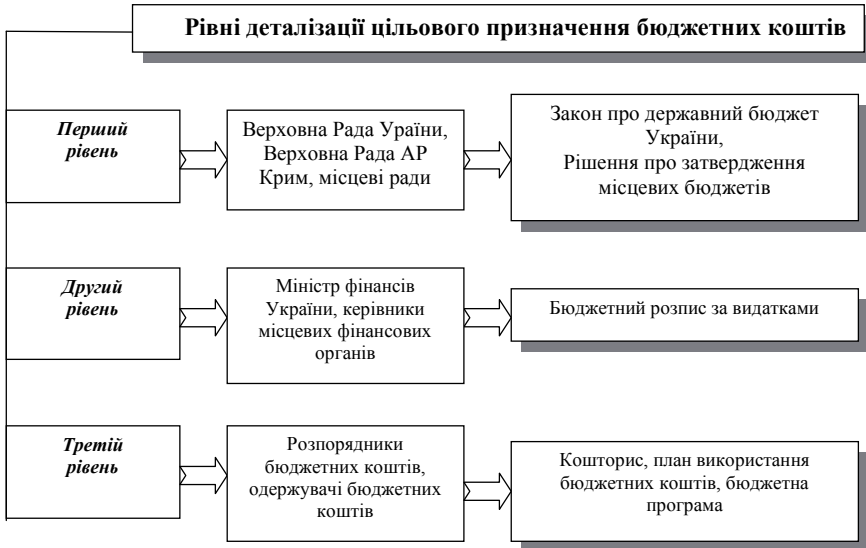 Рівні деталізації цільового призначення бюджетних коштів
Перший
рівень
Верховна Рада Ураїни,
Верховна Рада АР
Крим, місцеві ради
Закон про державний бюджет
України,
Рішення про затвердження
місцевих бюджетів
Другий
рівень
Міністр фінансів
України, керівники
місцевих фінансових
органів
Бюджетний розпис за видатками
Третій
рівень
Розпорядники
бюджетних коштів,
одержувачі бюджетних
коштів
Кошторис, план використання
бюджетних коштів, бюджетна
програма